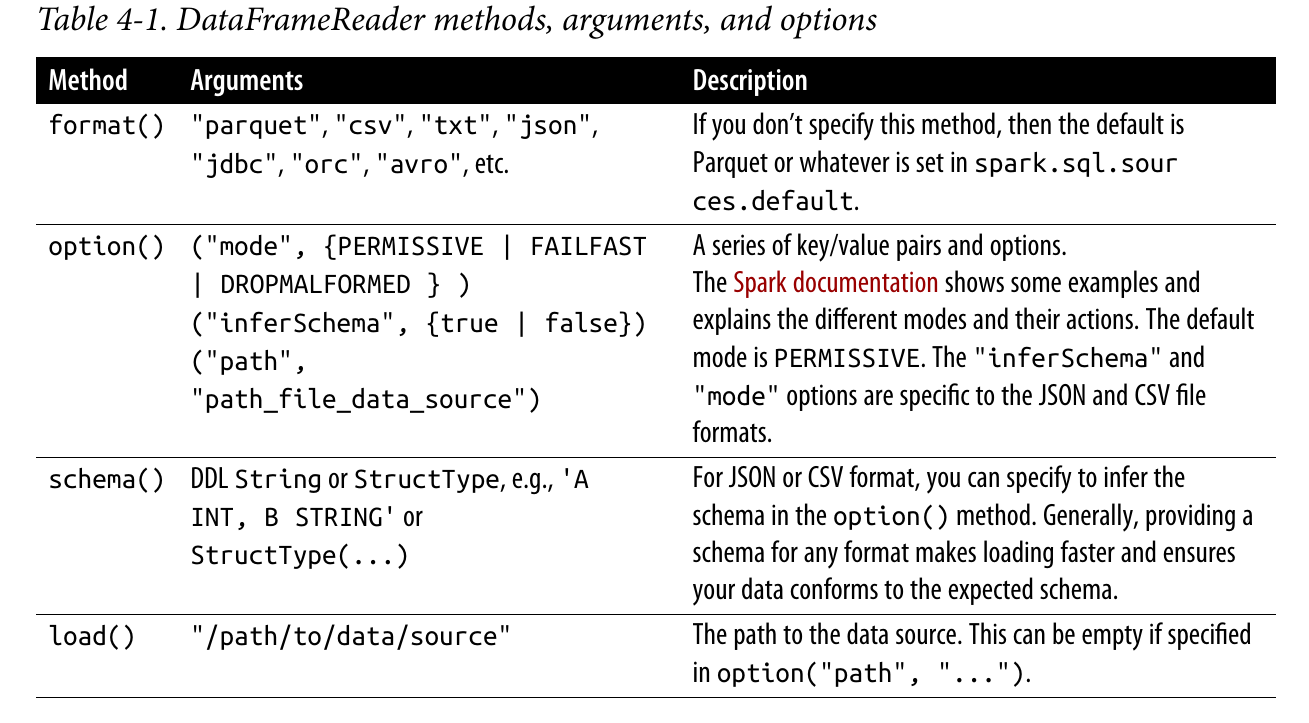 Table 4-1. DataFrameReader methods, arguments, and options
Method Arguments Description
format() "parquet", "csv", "txt", "json", If you don’t specify this method, then the default is
"jdbc", "orc", "avro", etc. Parquet or whatever is set in spark.sql.sour
ces.default.
option() ("mode", {PERMISSIVE | FAILFAST A series of key/value pairs and options.
| DROPMALFORMED } ) The Spark documentation shows some examples and
("inferSchema", {true | false}) explains the different modes and their actions. The default
("path", mode is PERMISSIVE. The "inferSchema" and
"path_file_data_source") "mode" options are specific to the JSON and CSV file
formats.
schema() DDL String or StructType, e.g., 'A For JSON or CSV format, you can specify to infer the
INT, B STRING' or schema in the option() method. Generally, providing a
StructType(...) schema for any format makes loading faster and ensures
your data conforms to the expected schema.
load() "/path/to/data/source" The path to the data source. This can be empty if specified
in option("path", "...").